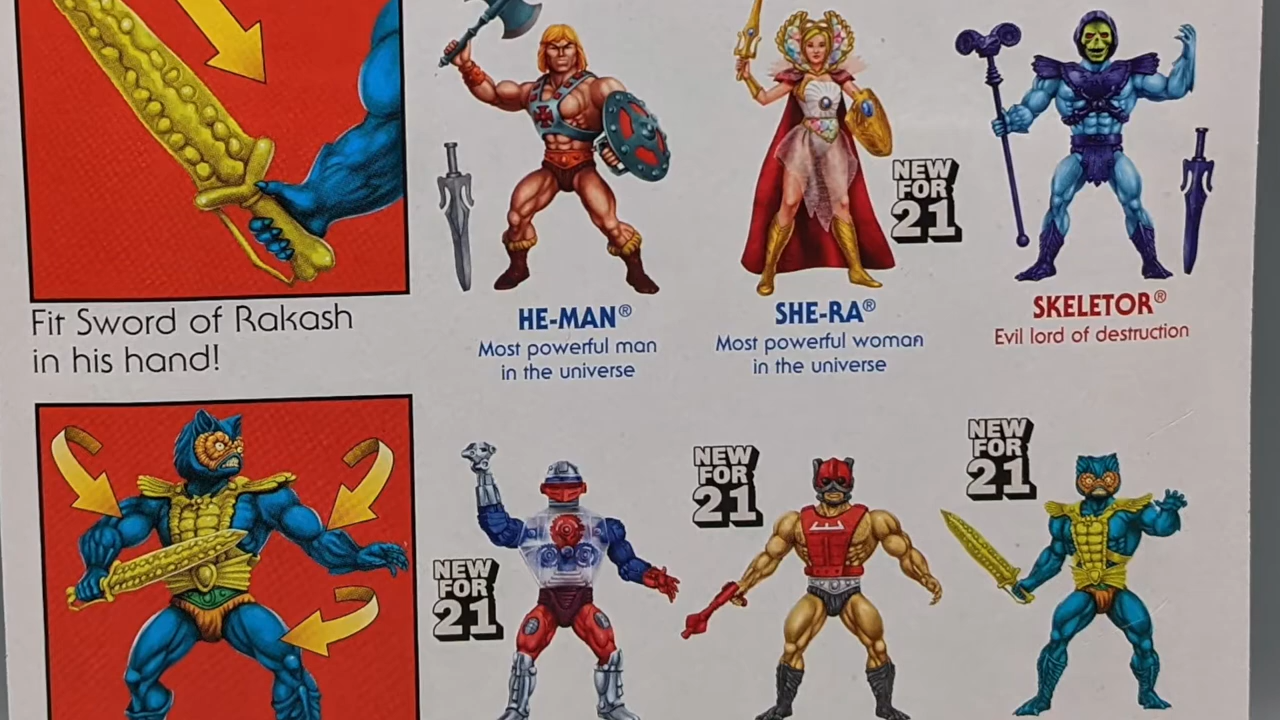 Fit Sword of Rakash
in his hand!
HE-MAN®
Most powerful man
in the universe
NEW
FOR
21
SHE-RA®
Most powerful woman
in the universe
SKELETOR®
Evil lord of destruction
NEW
FOR
21
NEW
FOR
21
NEW
FOR
21